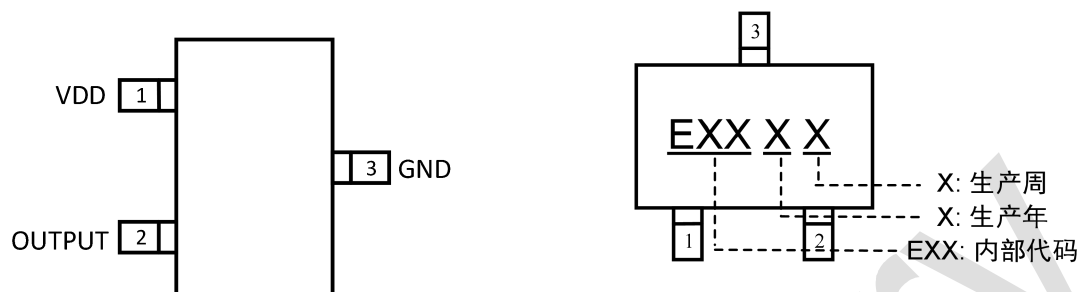 VDD 1
3 GND
OUTPUT 2
3
EXX X X
X: 生产周
X: 生产年
1 2 EXX: 内部代码